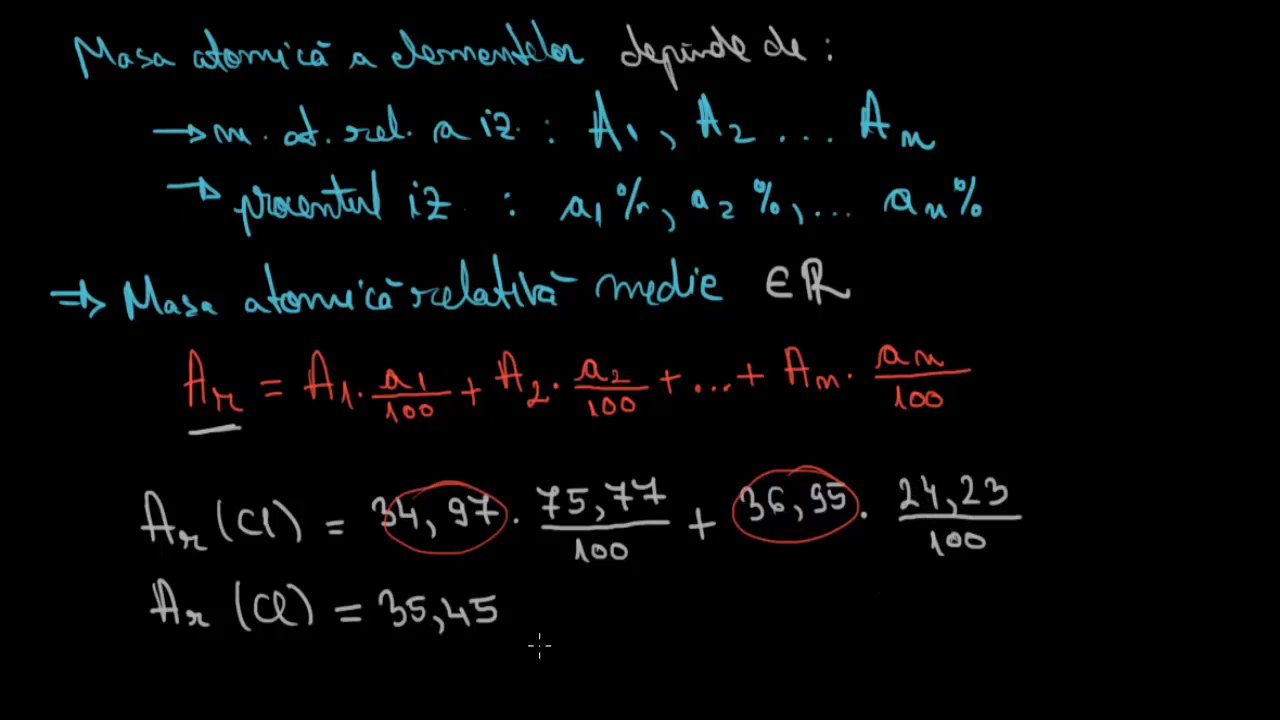 Masa atomică a elementelor depinde de :
→ m. at. rel. a iz. : A1, A2 ... An
→ procentul iz. : a1%, a2%, ... an%
⇒ Masa atomică relativă medie ∈ ℝ
Ar = A1 · a1/100 + A2 · a2/100 + ... + An · an/100
Ar (Cl) = 34,97 · 75,77/100 + 36,95 · 24,23/100
Ar (Cl) = 35,45